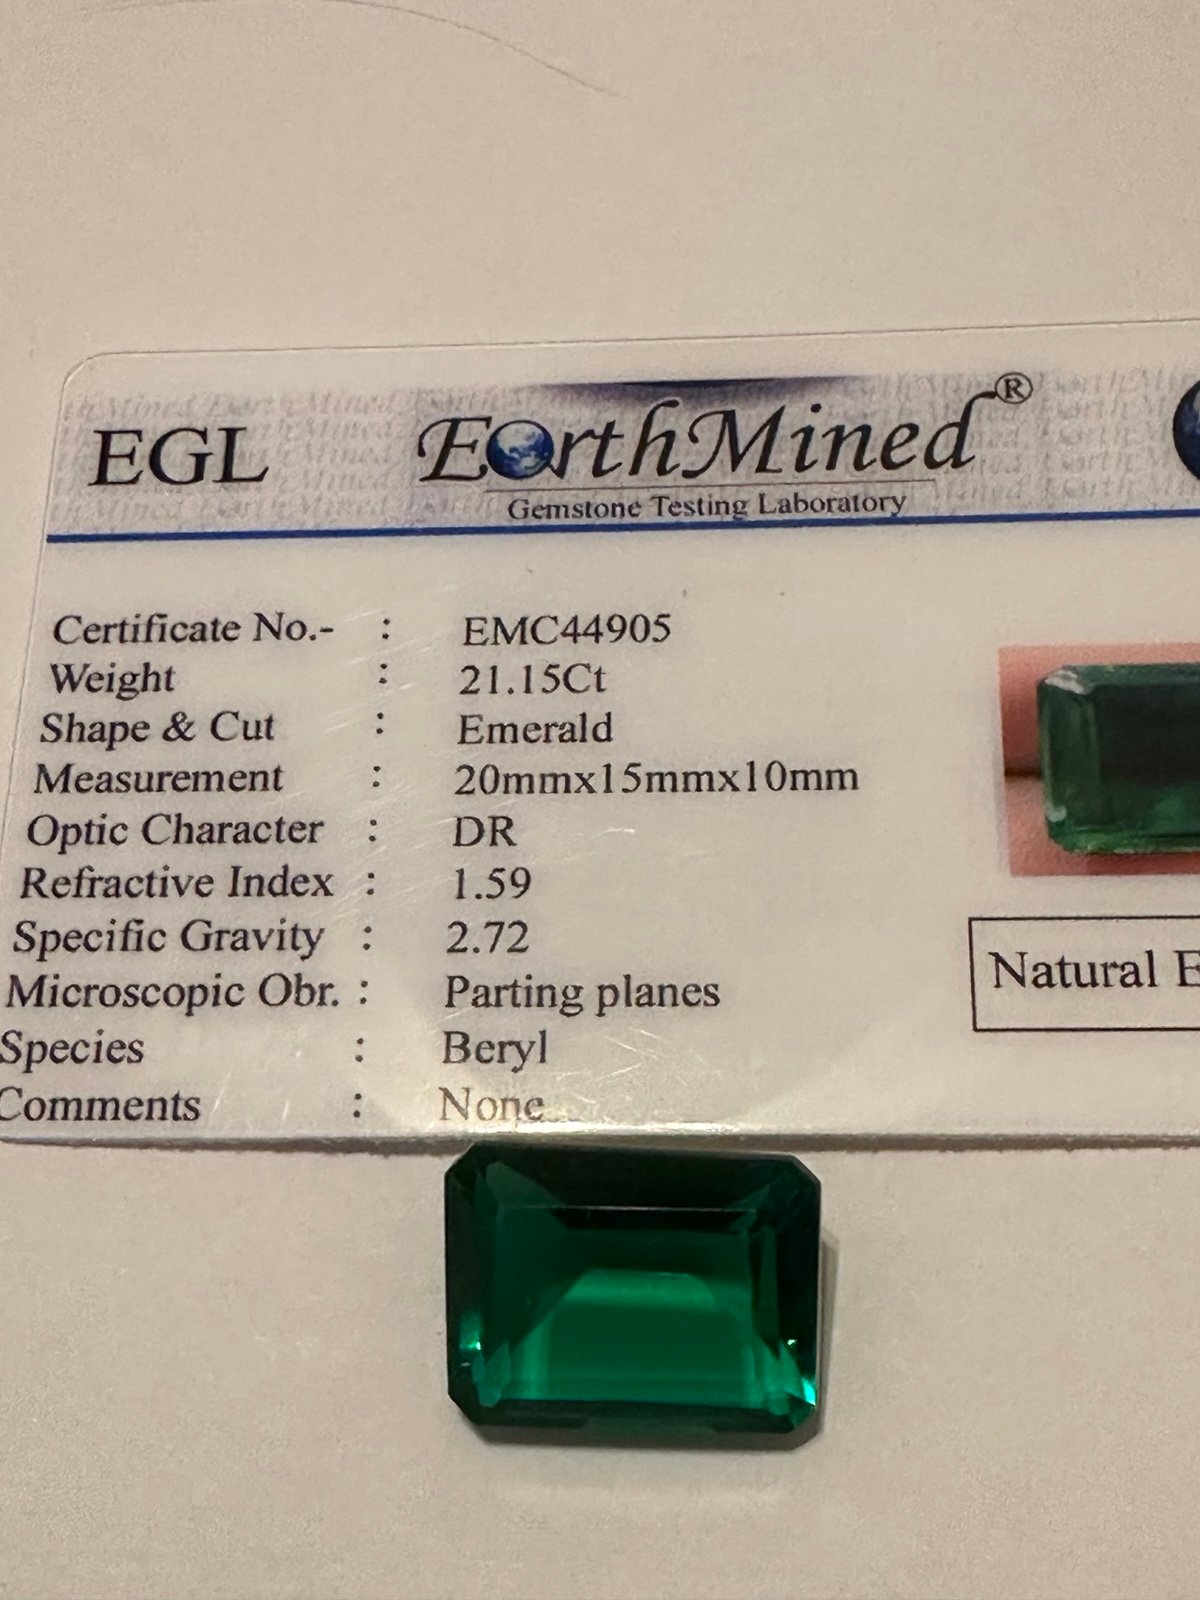 EGL
EarthMined®
Gemstone Testing Laboratory
Certificate No.- : EMC44905
Weight : 21.15Ct
Shape & Cut : Emerald
Measurement : 20mmx15mmx10mm
Optic Character : DR
Refractive Index : 1.59
Specific Gravity : 2.72
Microscopic Obr. : Parting planes
Species : Beryl
Comments : None
Natural E